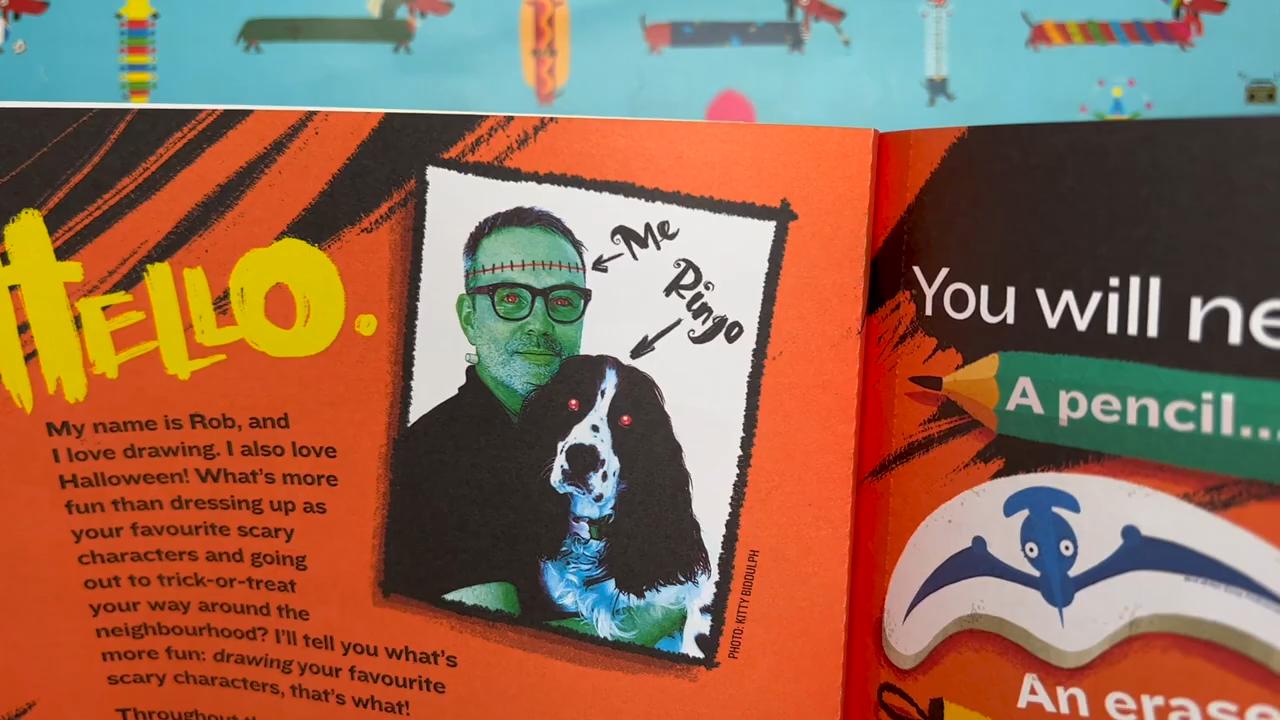 HELLO.
My name is Rob, and
I love drawing. I also love
Halloween! What's more
fun than dressing up as
your favourite scary
characters and going
out to trick-or-treat
your way around the
neighbourhood? I'll tell you what's
more fun: drawing your favourite
scary characters, that's what!
Throughout
Me
Ringo
PHOTO: KITTY BIDDULPH
You will ne
A pencil...
An erase